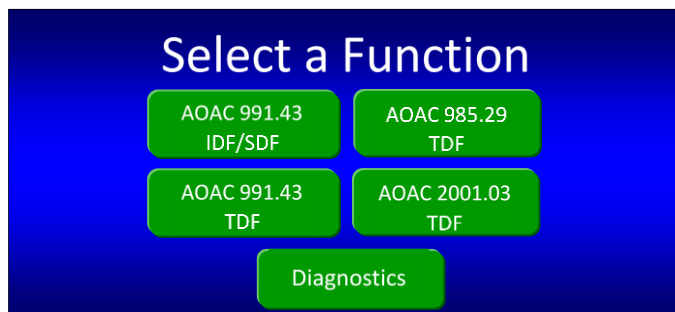 Select a Function
AOAC 991.43
IDF/SDF
AOAC 985.29
TDF
AOAC 991.43
TDF
AOAC 2001.03
TDF
Diagnostics